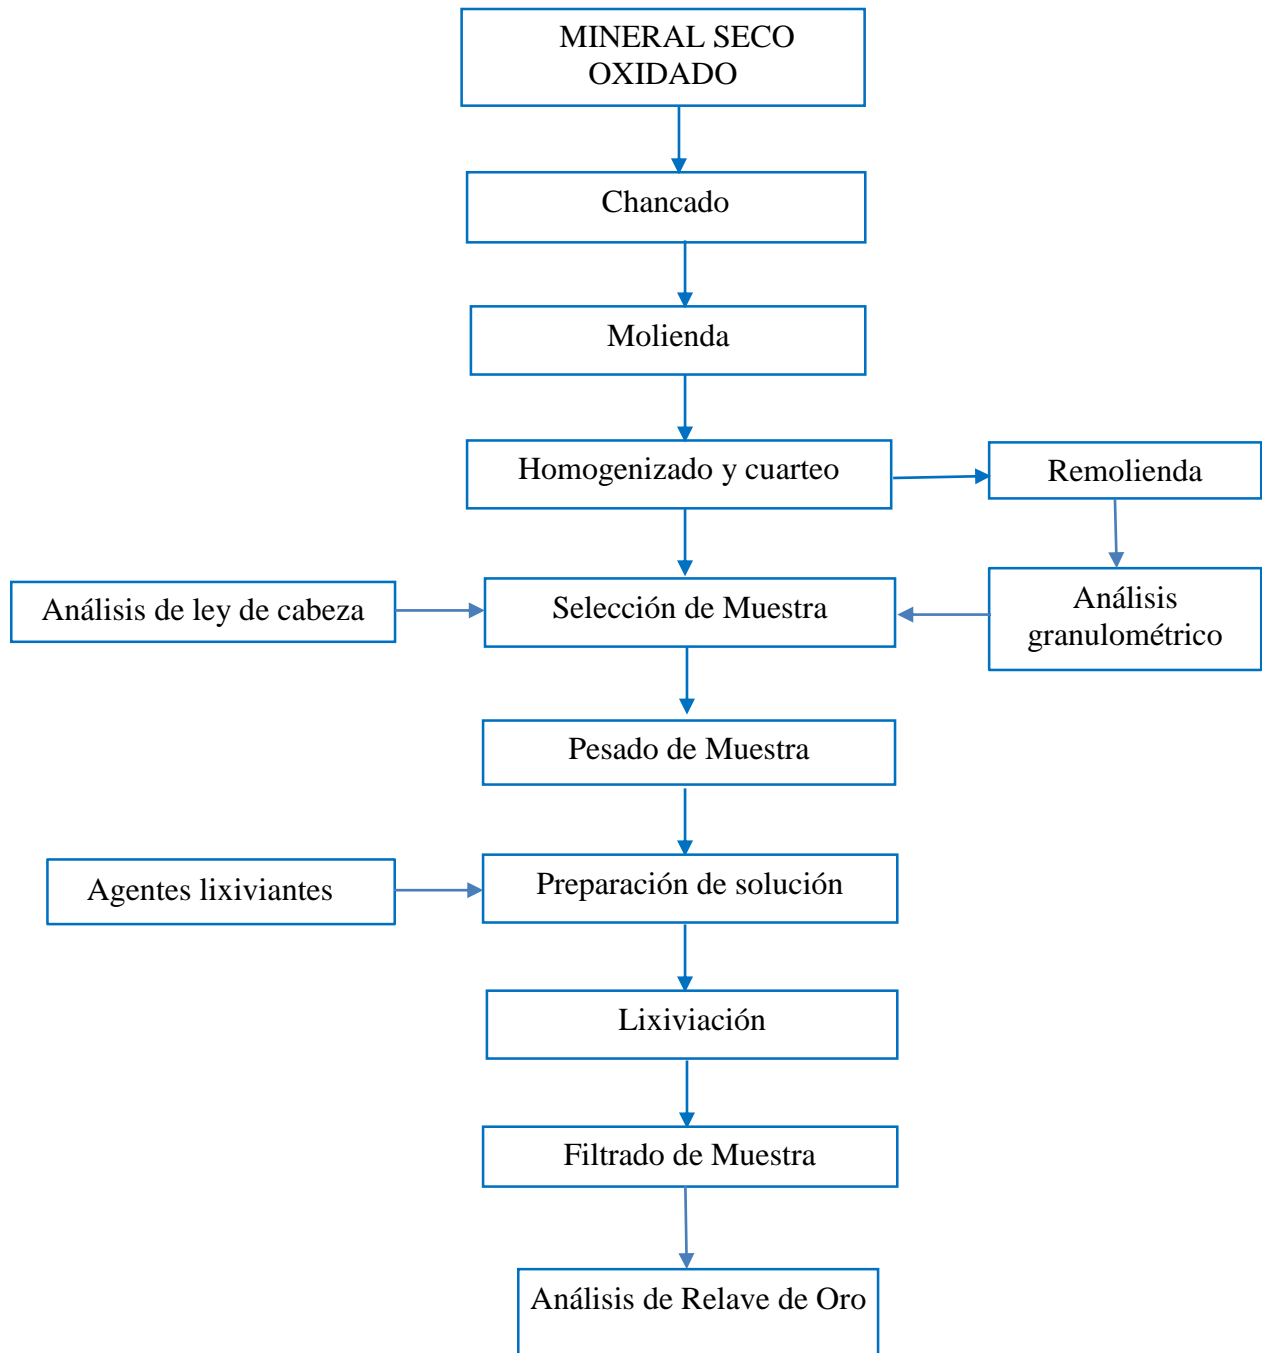 MINERAL SECO
OXIDADO
Chancado
Molienda
Homogenizado y cuarteo
Remolienda
Análisis de ley de cabeza
Selección de Muestra
Análisis
granulométrico
Pesado de Muestra
Agentes lixiviantes
Preparación de solución
Lixiviación
Filtrado de Muestra
Análisis de Relave de Oro